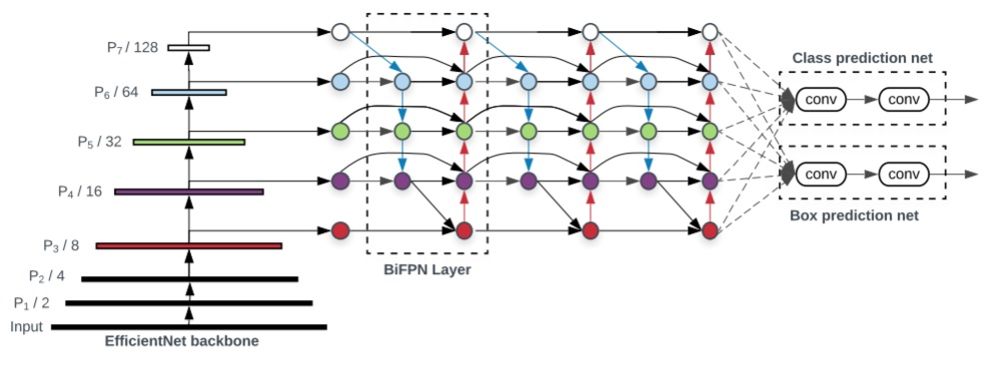 P7 / 128
P6 / 64
P5 / 32
P4 / 16
P3 / 8
P2 / 4
P1 / 2
Input
EfficientNet backbone
BiFPN Layer
Class prediction net
conv conv
conv conv
Box prediction net